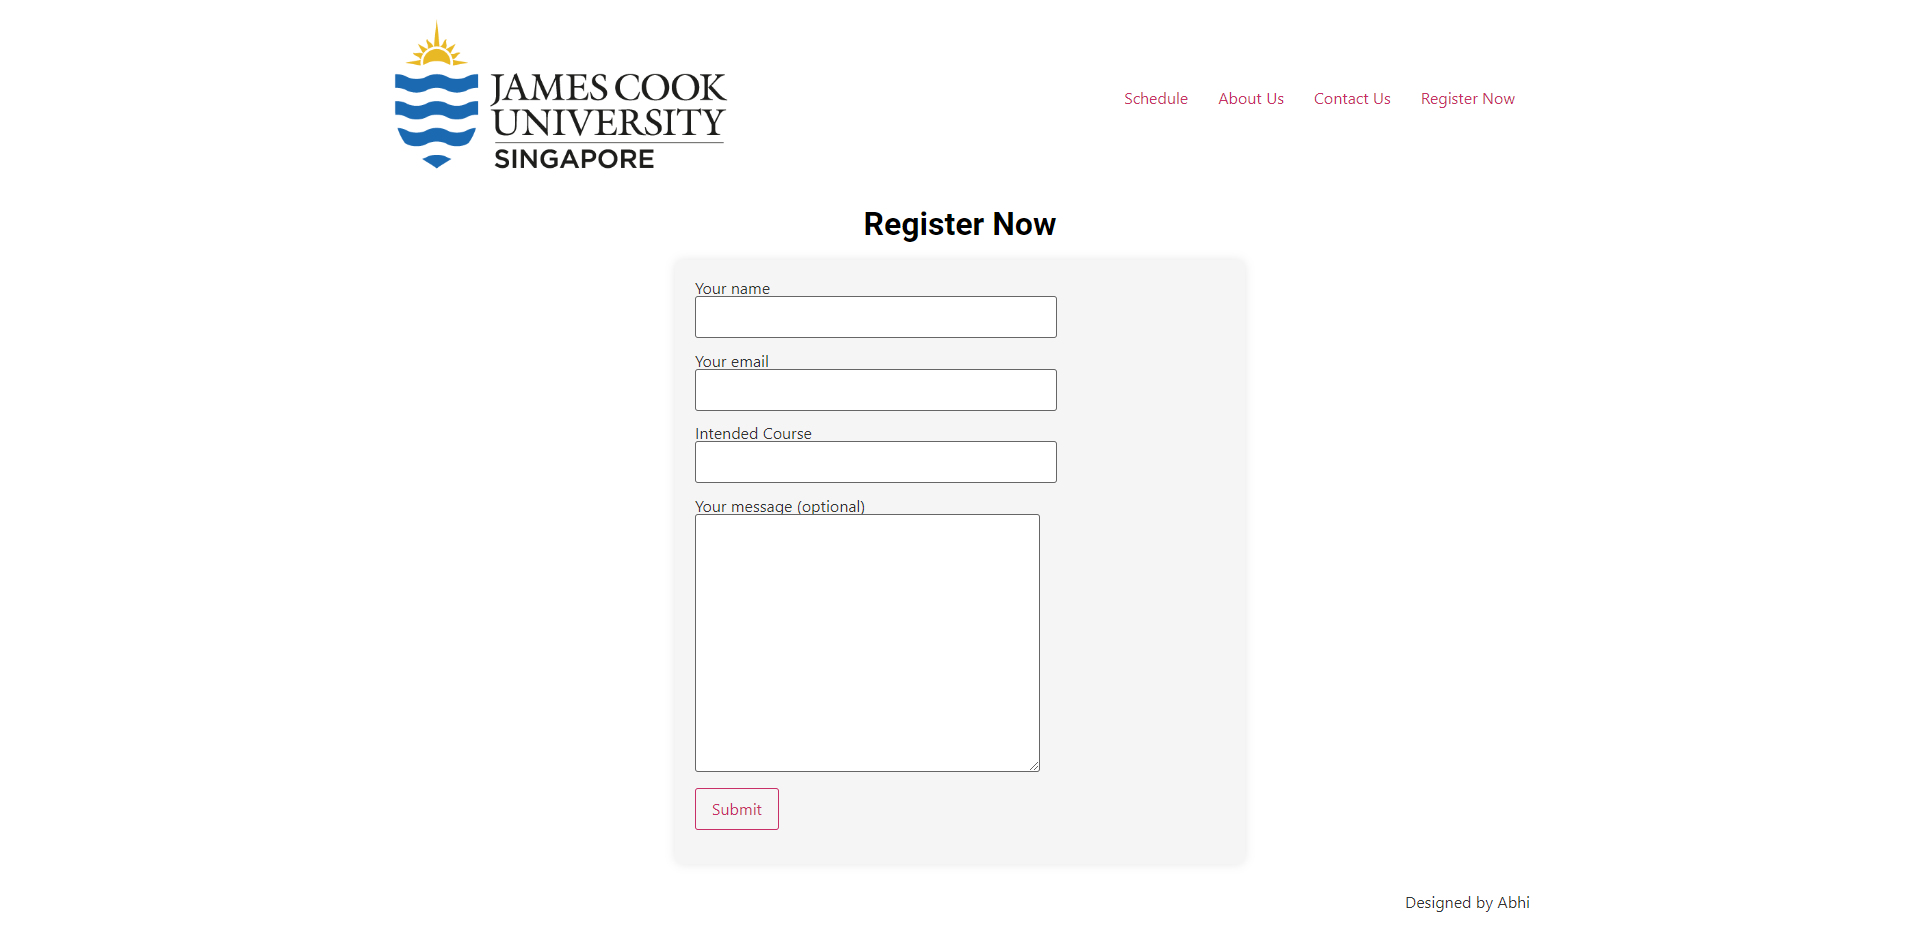 JAMES COOK
UNIVERSITY
SINGAPORE
Schedule About Us Contact Us Register Now
Register Now
Your name
Your email
Intended Course
Your message (optional)
Submit
Designed by Abhi